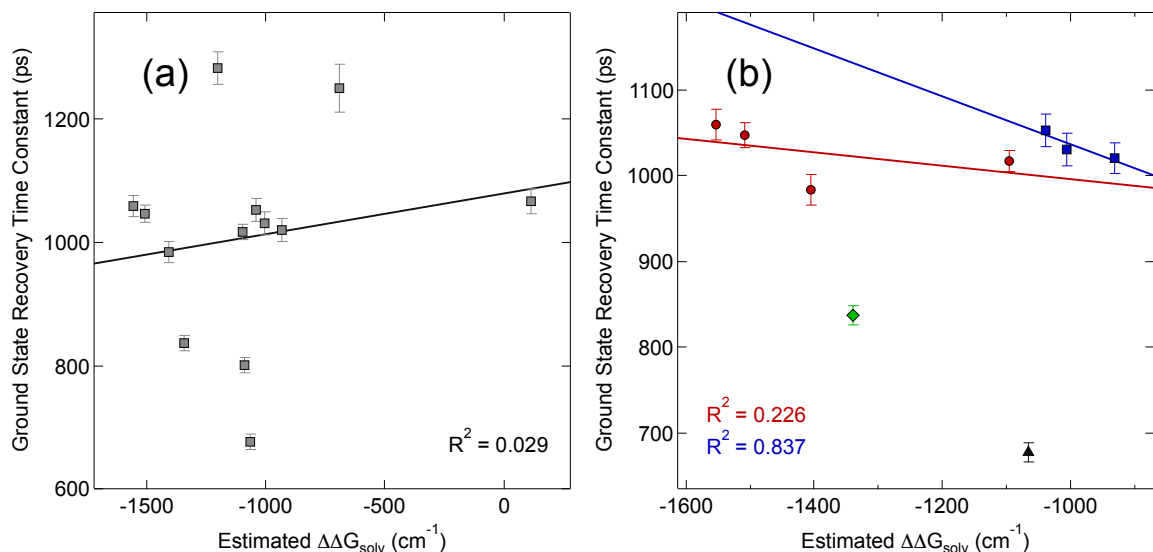 (a)
Ground State Recovery Time Constant (ps)
1200
1000
800
600
R² = 0.029
-1500
-1000
-500
0
Estimated ΔΔG_solv (cm⁻¹)
(b)
Ground State Recovery Time Constant (ps)
1100
1000
900
800
700
R² = 0.226
R² = 0.837
-1600
-1400
-1200
-1000
Estimated ΔΔG_solv (cm⁻¹)